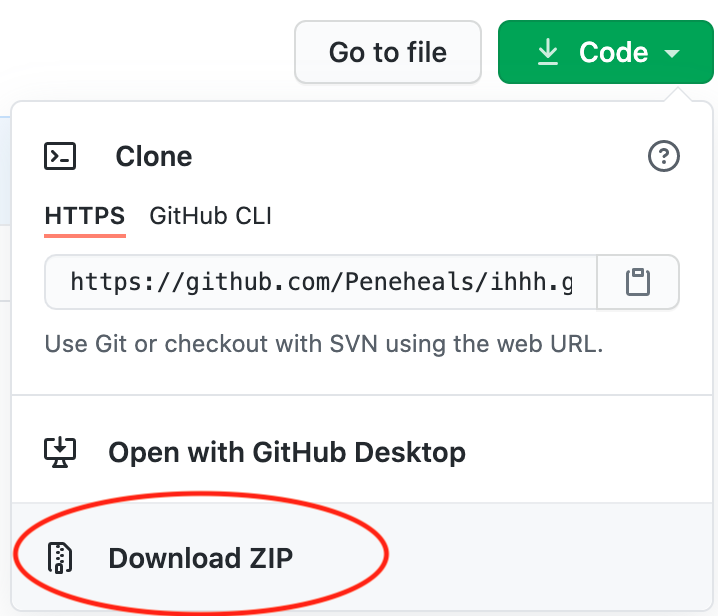 Go to file
Code
Clone
HTTPS GitHub CLI
https://github.com/Peneheals/ihhh.g
Use Git or checkout with SVN using the web URL.
Open with GitHub Desktop
Download ZIP